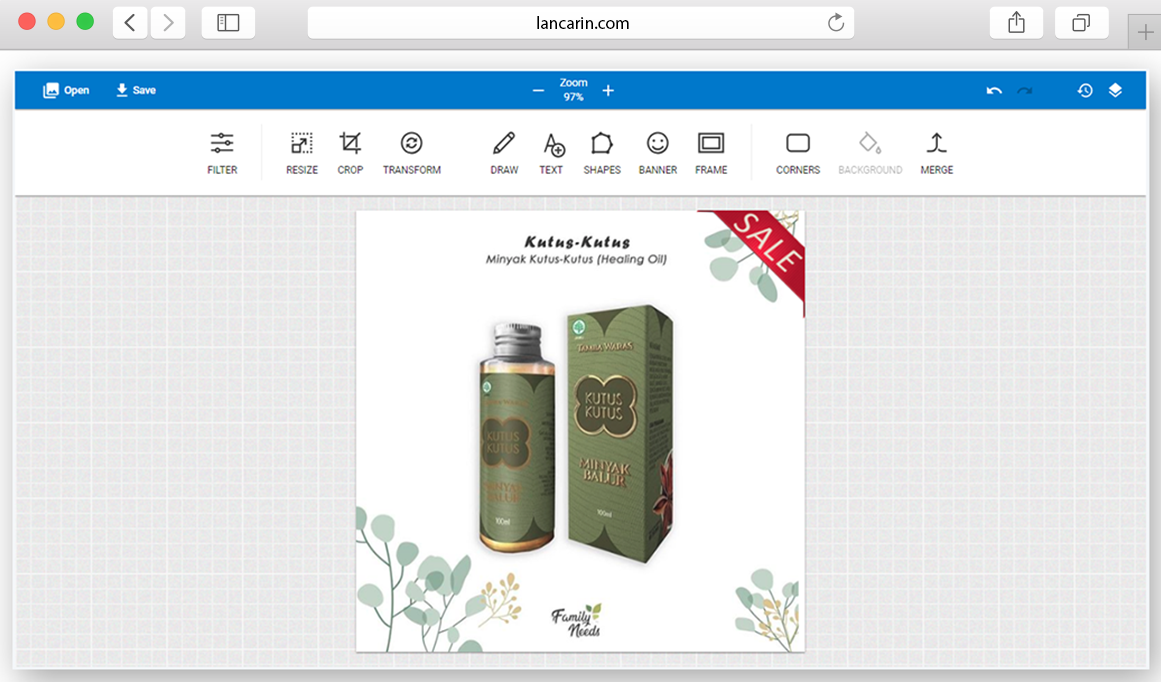 lancarin.com
Open
Save
Zoom
97%
FILTER
RESIZE
CROP
TRANSFORM
DRAW
TEXT
SHAPES
BANNER
FRAME
CORNERS
BACKGROUND
MERGE
SALE
Kutus-Kutus
Minyak Kutus-Kutus (Healing Oil)
TAMBA WARAS
KUTUS
KUTUS
MINYAK
BALUR
100ml
KUTUS
KUTUS
MINYAK
BALUR
100ml
Family
Needs